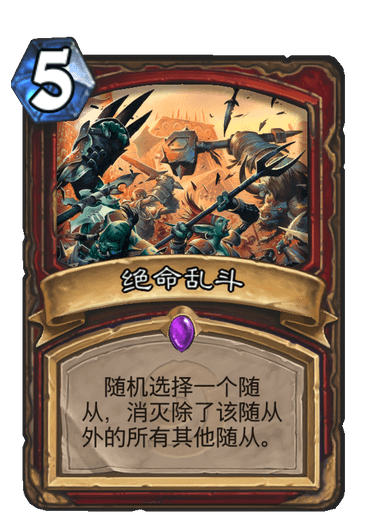 5
绝命乱斗
随机选择一个随
从，消灭除了该随从
外的所有其他随从。